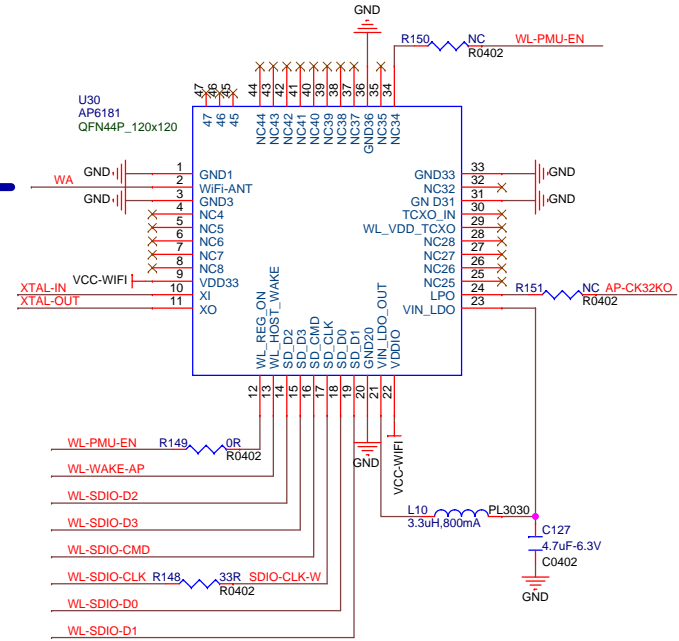 GND
R150 NC WL-PMU-EN
R0402
U30
AP6181
QFN44P_120x120
47 46 45 44 43 42 41 40 39 38 37 36 35 34
47 46 45 NC44 NC43 NC42 NC41 NC40 NC39 NC38 NC37 GND36 NC35 NC34
GND 1 GND1
WA 2 WiFi-ANT
GND 3 GND3
4 NC4
5 NC5
6 NC6
7 NC7
8 NC8
VCC-WIFI 9 VDD33
XTAL-IN 10 XI
XTAL-OUT 11 XO
GND33 33 GND
NC32 32
GN D31 31 GND
TCXO_IN 30
WL_VDD_TCXO 29
NC28 28
NC27 27
NC26 26
NC25 25
LPO 24 R151 NC AP-CK32KO
R0402
VIN_LDO 23
WL_REG_ON WL_HOST_WAKE SD_D2 SD_D3 SD_CMD SD_CLK SD_D0 SD_D1 GND20 VIN_LDO_OUT VDDIO
12 13 14 15 16 17 18 19 20 21 22
WL-PMU-EN R149 0R
R0402
GND
VCC-WIFI
WL-WAKE-AP
WL-SDIO-D2
WL-SDIO-D3
WL-SDIO-CMD
WL-SDIO-CLK R148 33R SDIO-CLK-W
R0402
WL-SDIO-D0
WL-SDIO-D1
L10 PL3030
3.3uH,800mA
C127
4.7uF-6.3V
C0402
GND